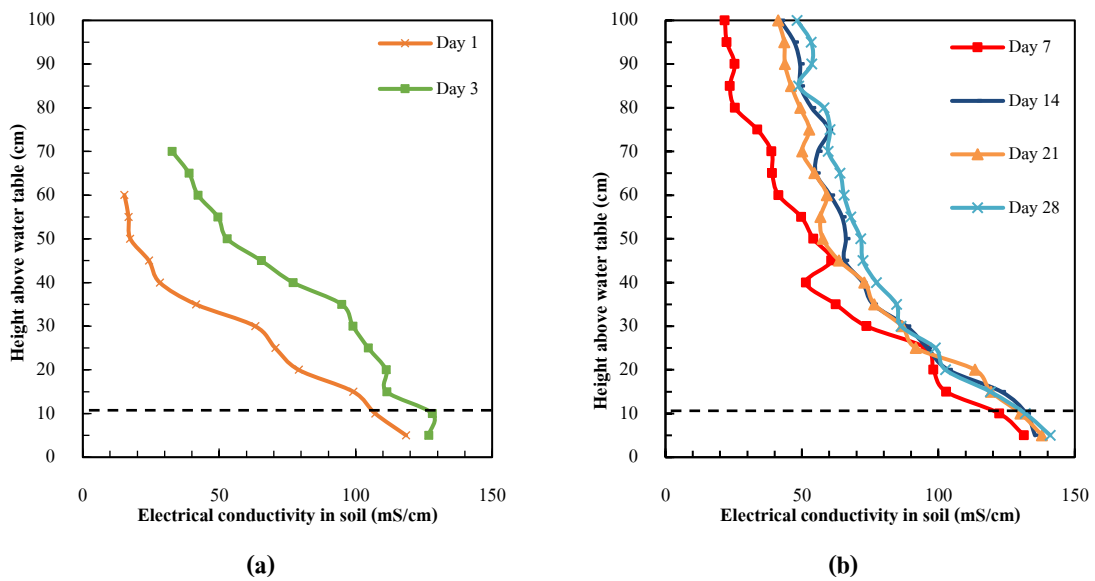 100
90
80
70
60
50
40
30
20
10
0
Height above water table (cm)
Day 1
Day 3
0 50 100 150
Electrical conductivity in soil (mS/cm)
(a)
100
90
80
70
60
50
40
30
20
10
0
Height above water table (cm)
Day 7
Day 14
Day 21
Day 28
0 50 100 150
Electrical conductivity in soil (mS/cm)
(b)